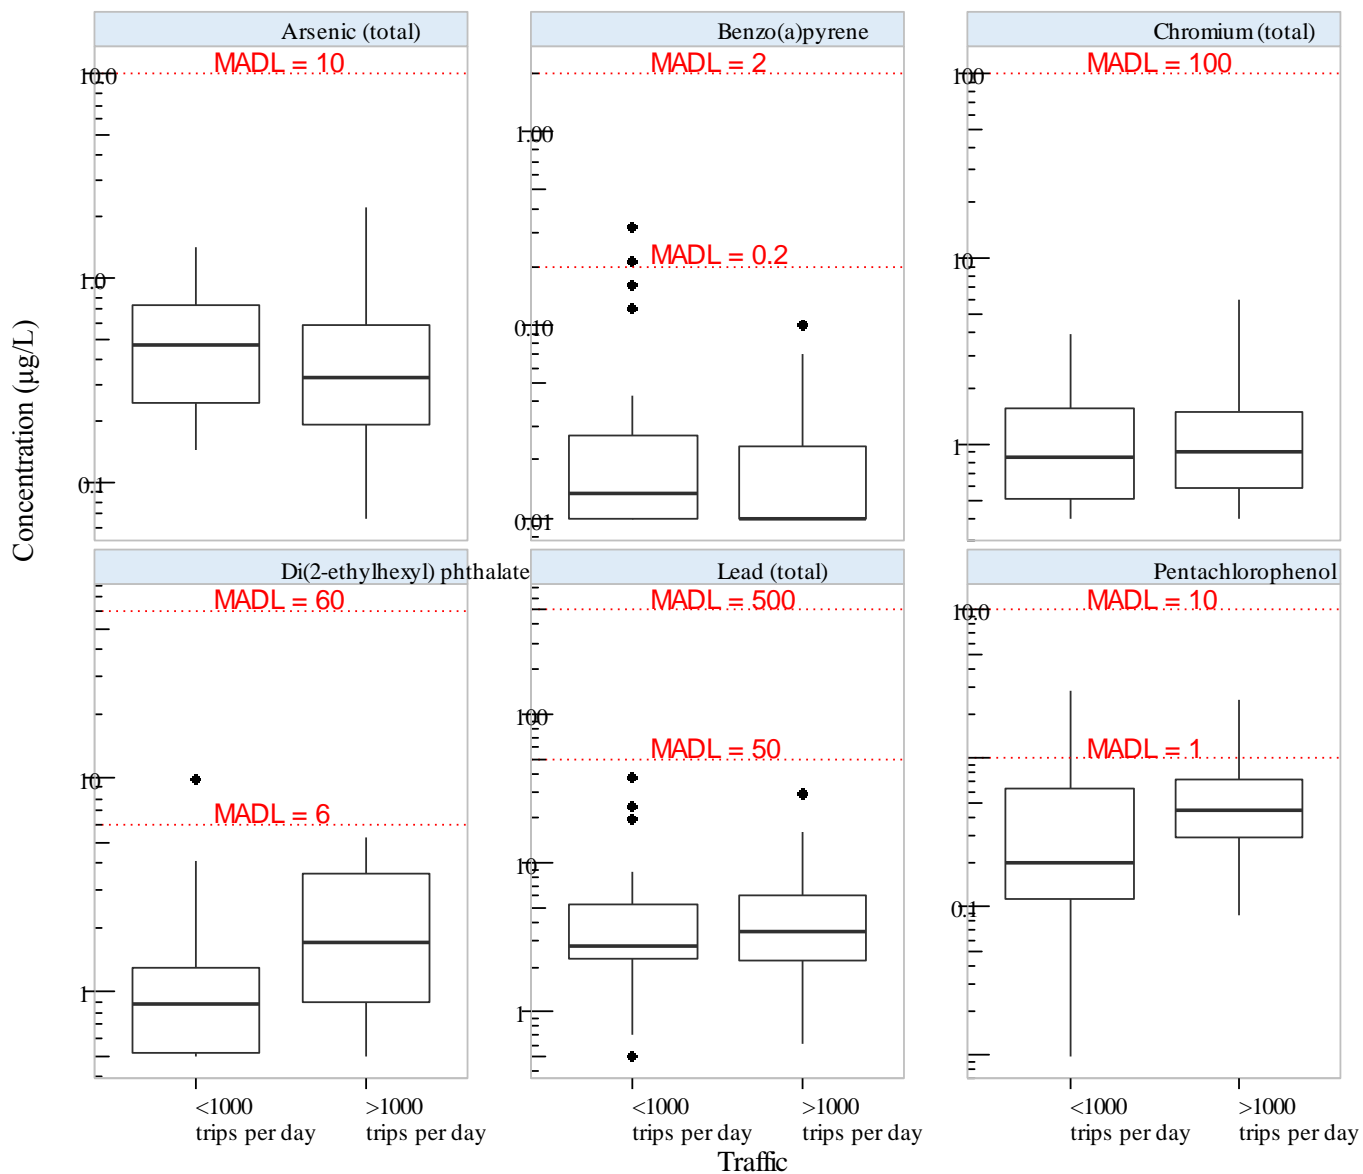 Arsenic (total)
MADL = 10
10.0
1.0
0.1
Benzo(a)pyrene
MADL = 2
1.00
MADL = 0.2
0.10
0.01
Chromium (total)
MADL = 100
100
10
1
Concentration (µg/L)
Di(2-ethylhexyl) phthalate
MADL = 60
10
MADL = 6
1
Lead (total)
MADL = 500
100
MADL = 50
10
1
Pentachlorophenol
MADL = 10
10.0
MADL = 1
0.1
<1000
trips per day
>1000
trips per day
<1000
trips per day
>1000
trips per day
<1000
trips per day
>1000
trips per day
Traffic